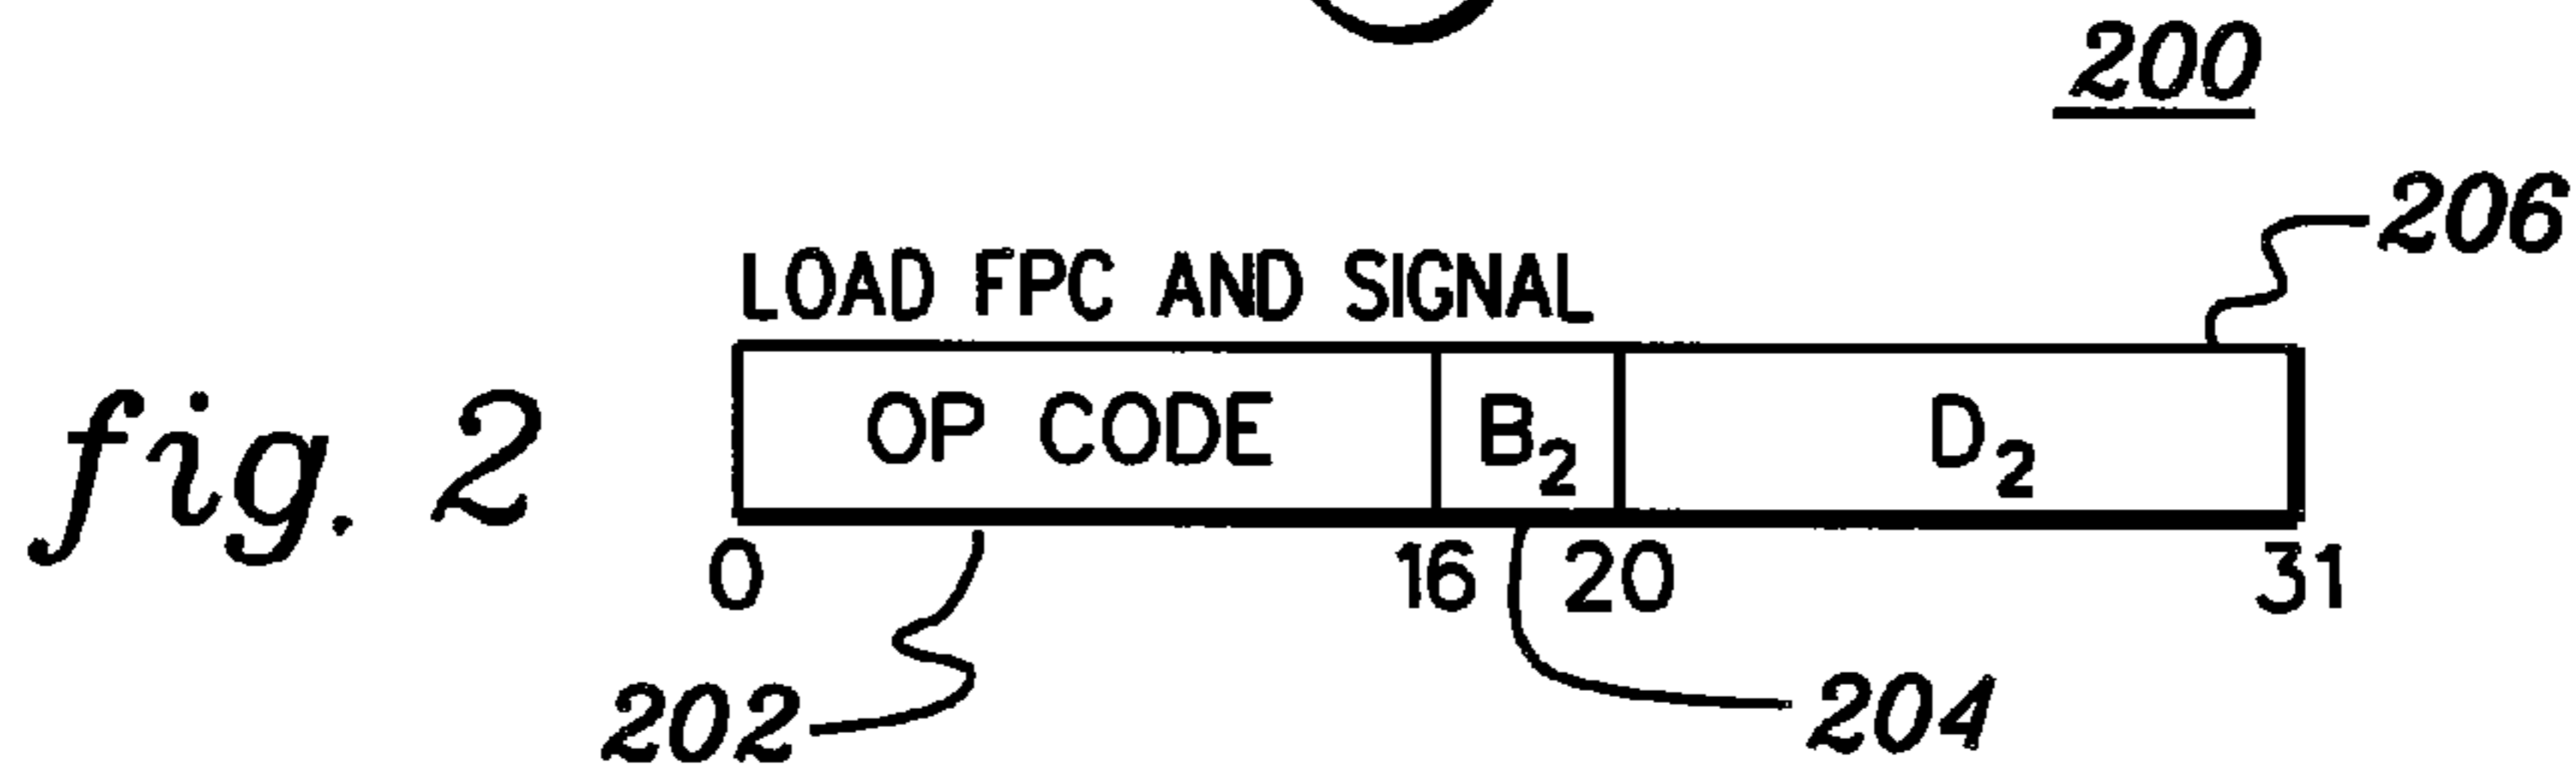 200
206
LOAD FPC AND SIGNAL
fig. 2
OP CODE B₂ D₂
0 16 20 31
202 204